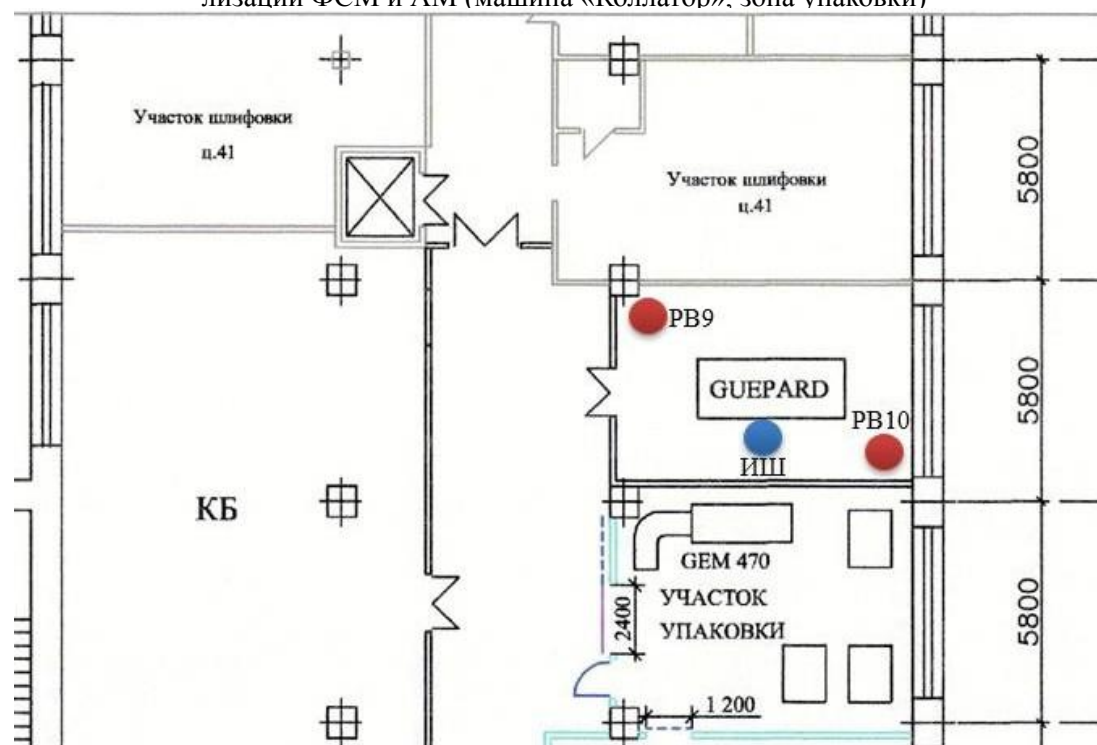 лизации ФСМ и АМ (машина «Коллатор», зона упаковки)
Участок шлифовки
ц.41
Участок шлифовки
ц.41
5800
РВ9
GUEPARD
5800
РВ10
ИШ
КБ
GEM 470
УЧАСТОК
УПАКОВКИ
2400
5800
1 200